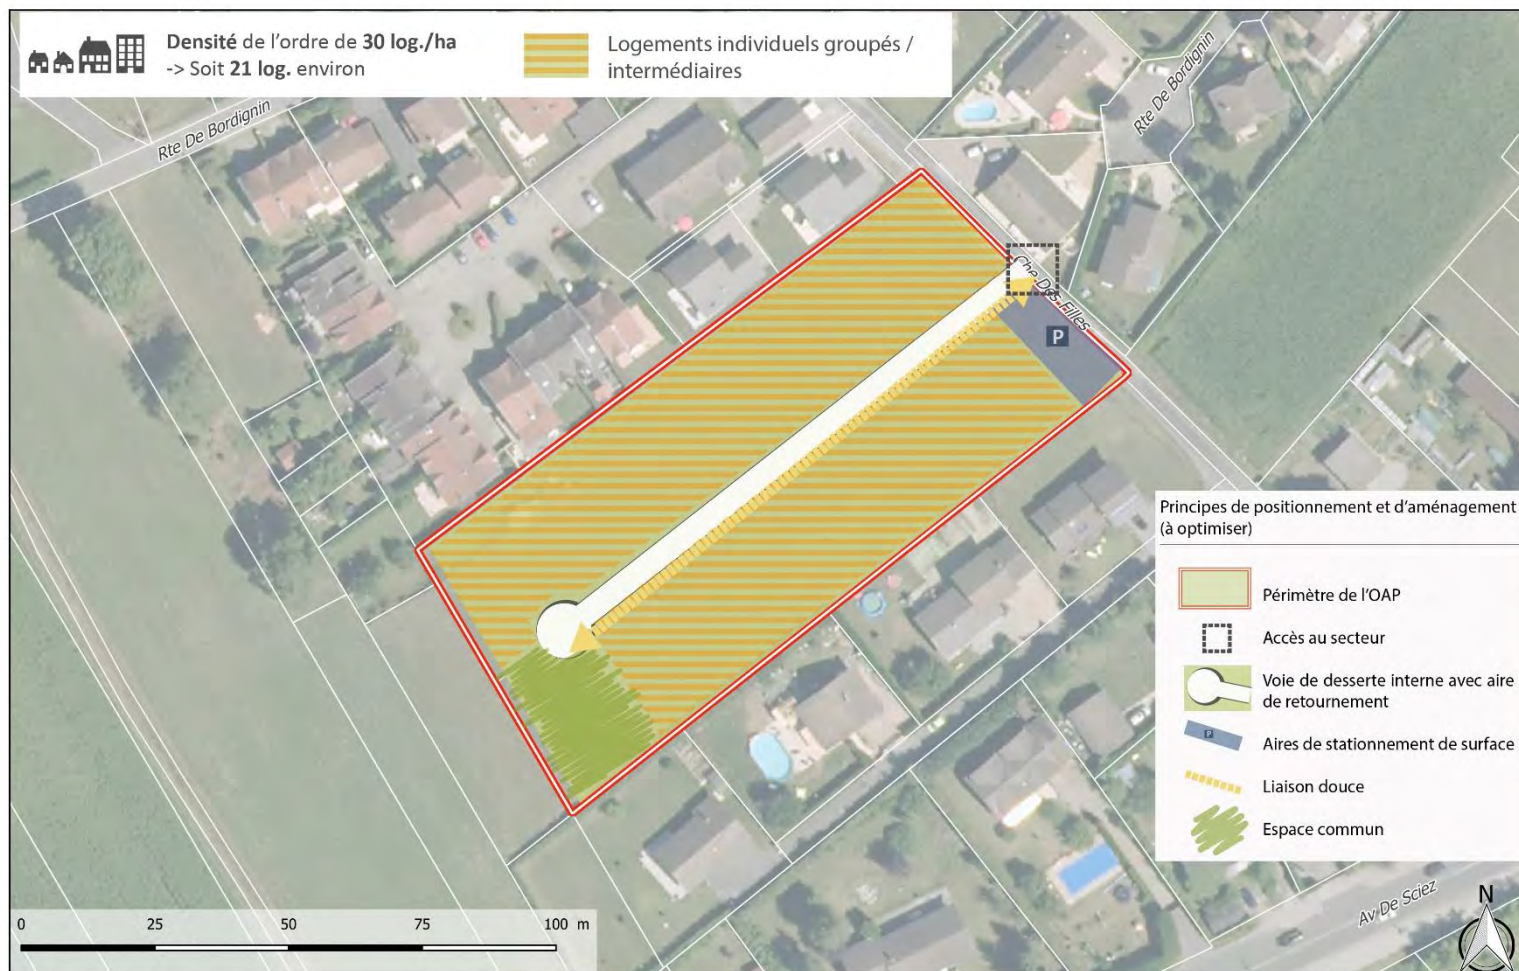 Densité de l'ordre de 30 log./ha
-> Soit 21 log. environ
Logements individuels groupés /
intermédiaires
Rte De Bordignin
Rte De Bordignin
Che Des Filles
P
Principes de positionnement et d'aménagement
(à optimiser)
Périmètre de l'OAP
Accès au secteur
Voie de desserte interne avec aire
de retournement
P
Aires de stationnement de surface
Liaison douce
Espace commun
0 25 50 75 100 m
Av De Sciez
N